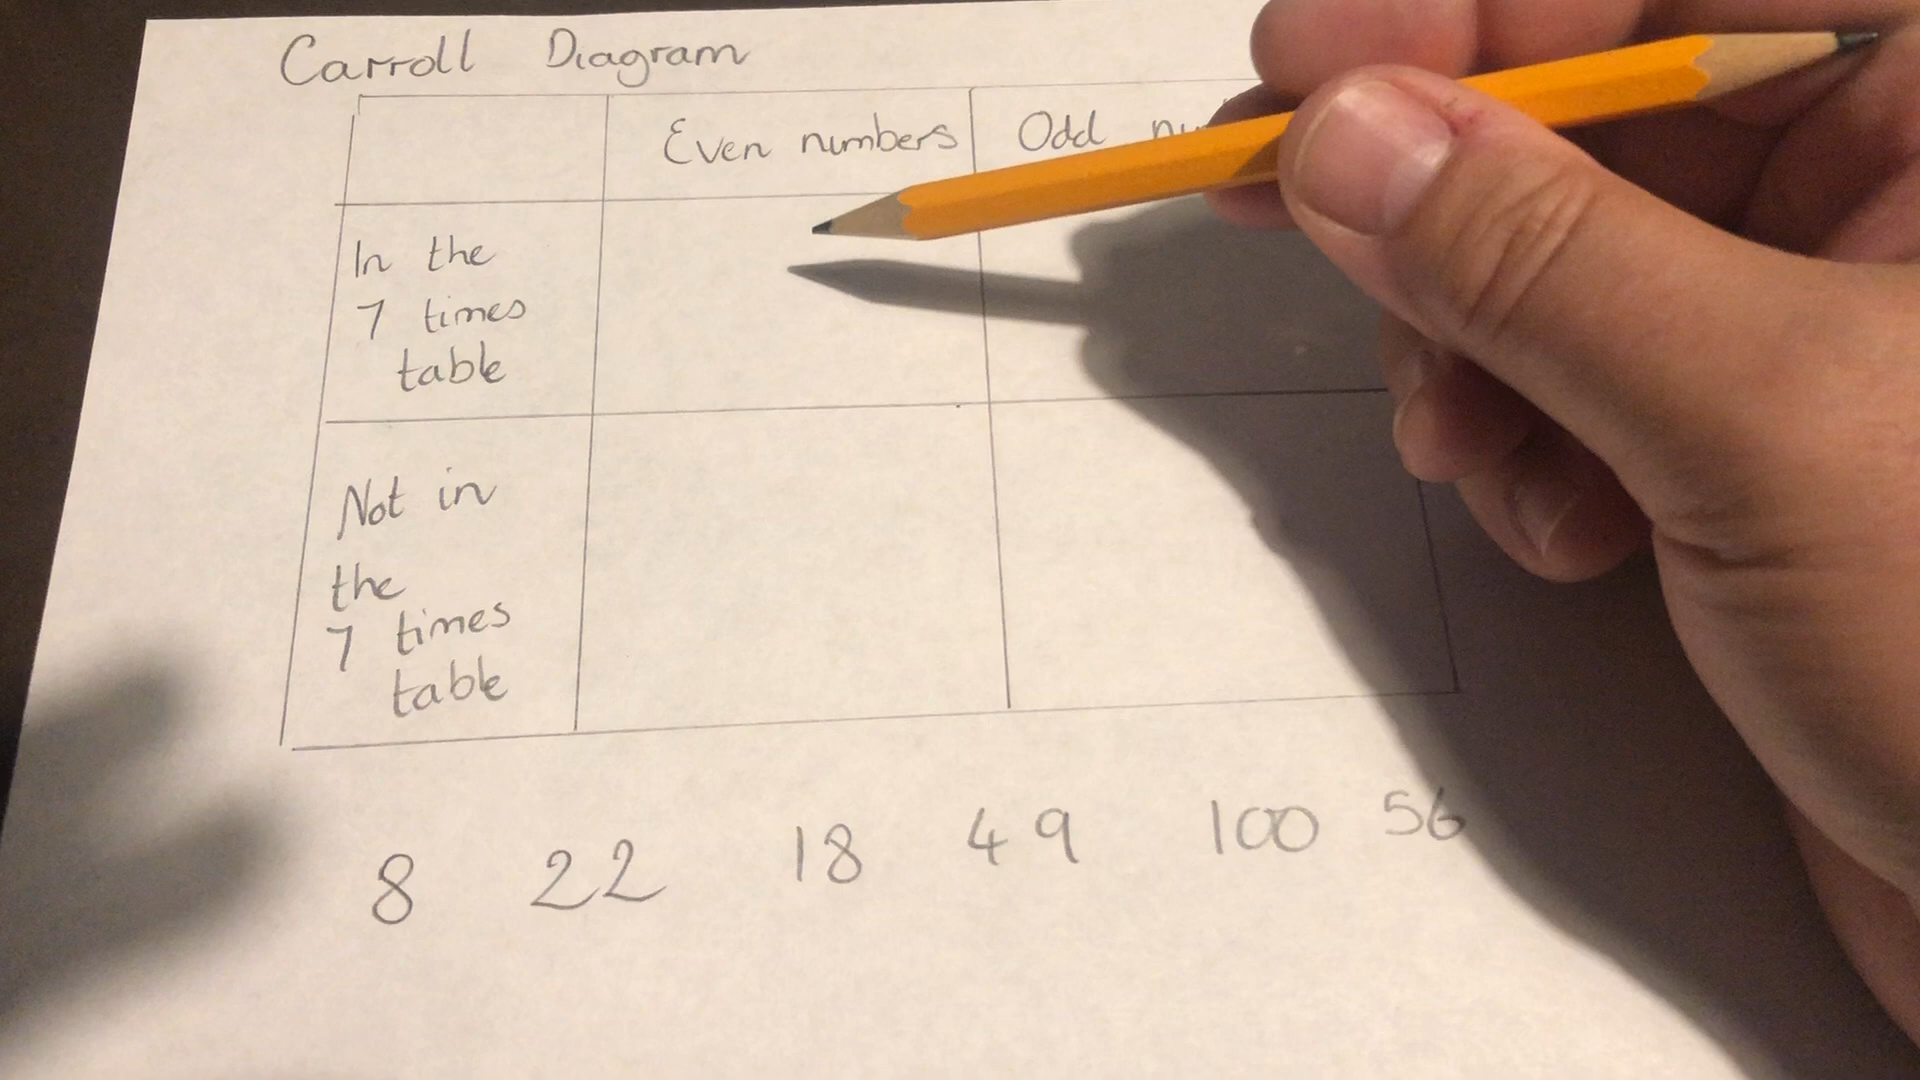 Carroll Diagram
Even numbers
Odd
In the
7 times
table
Not in
the
7 times
table
8 22 18 49 100 56